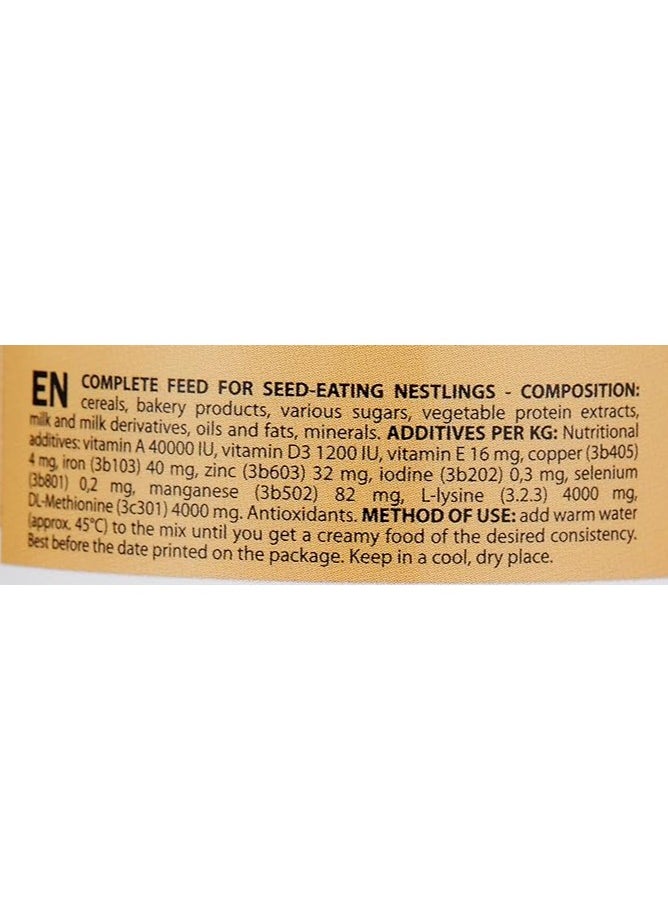 EN COMPLETE FEED FOR SEED-EATING NESTLINGS - COMPOSITION:
cereals, bakery products, various sugars, vegetable protein extracts,
milk and milk derivatives, oils and fats, minerals. ADDITIVES PER KG: Nutritional
additives: vitamin A 40000 IU, vitamin D3 1200 IU, vitamin E 16 mg, copper (3b405)
4 mg, iron (3b103) 40 mg, zinc (3b603) 32 mg, iodine (3b202) 0,3 mg, selenium
(3b801) 0,2 mg, manganese (3b502) 82 mg, L-lysine (3.2.3) 4000 mg,
DL-Methionine (3c301) 4000 mg. Antioxidants. METHOD OF USE: add warm water
(approx. 45°C) to the mix until you get a creamy food of the desired consistency.
Best before the date printed on the package. Keep in a cool, dry place.